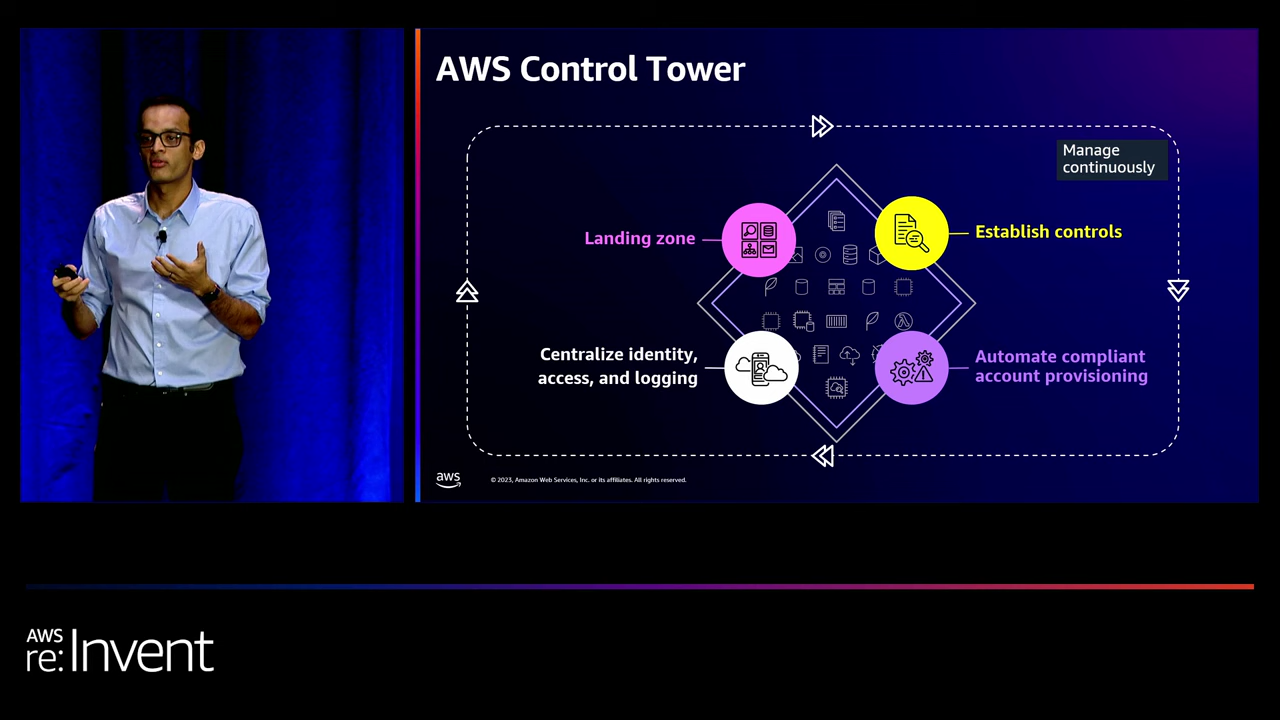 AWS Control Tower
Manage
continuously
Landing zone
Establish controls
Centralize identity,
access, and logging
Automate compliant
account provisioning
aws
© 2023, Amazon Web Services, Inc. or its affiliates. All rights reserved.
AWS
re:Invent